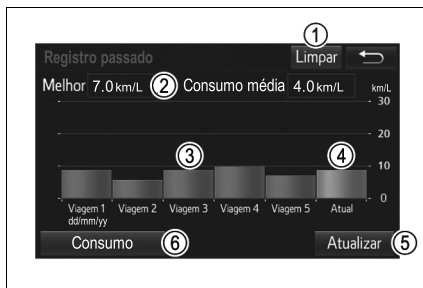 ①
Registro passado Limpar
Melhor 7.0 km/L ② Consumo média 4.0 km/L km/L
30
20
③ ④ 10
0
Viagem 1 Viagem 2 Viagem 3 Viagem 4 Viagem 5 Atual
dd/mm/yy
Consumo ⑥ Atualizar ⑤